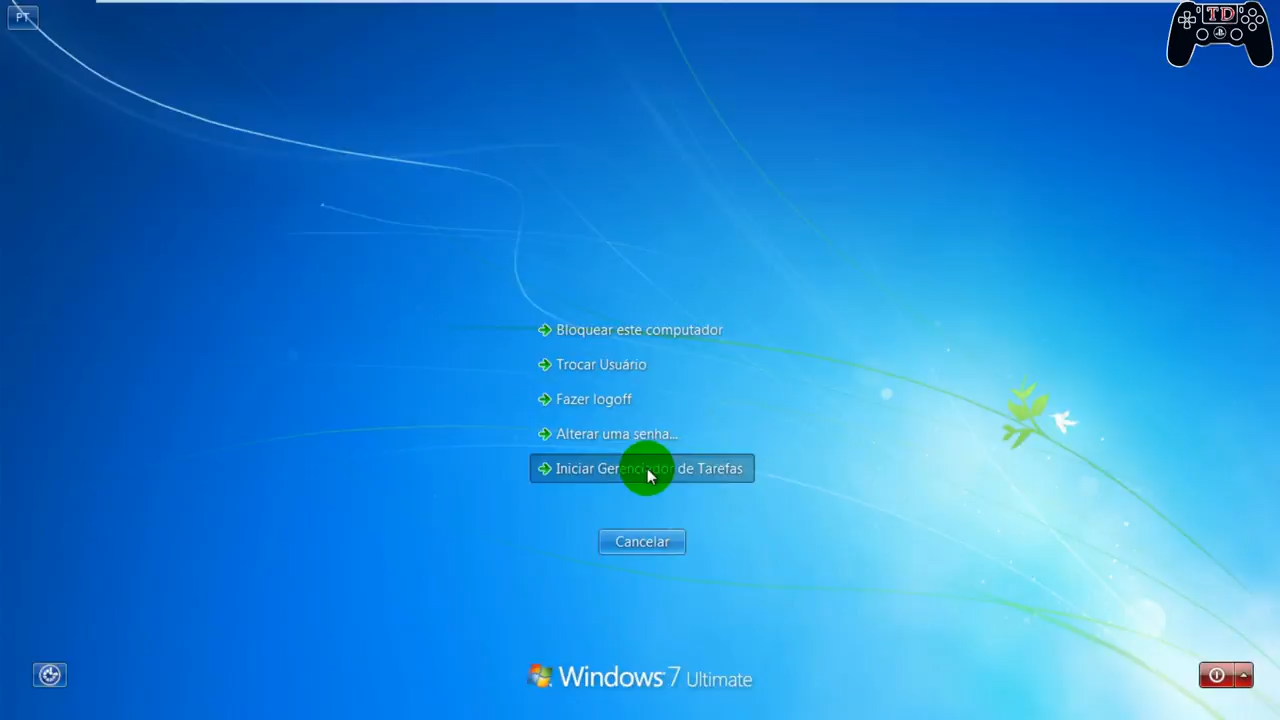 PT
TD
Bloquear este computador
Trocar Usuário
Fazer logoff
Alterar uma senha...
Iniciar Gerenciador de Tarefas
Cancelar
Windows 7 Ultimate